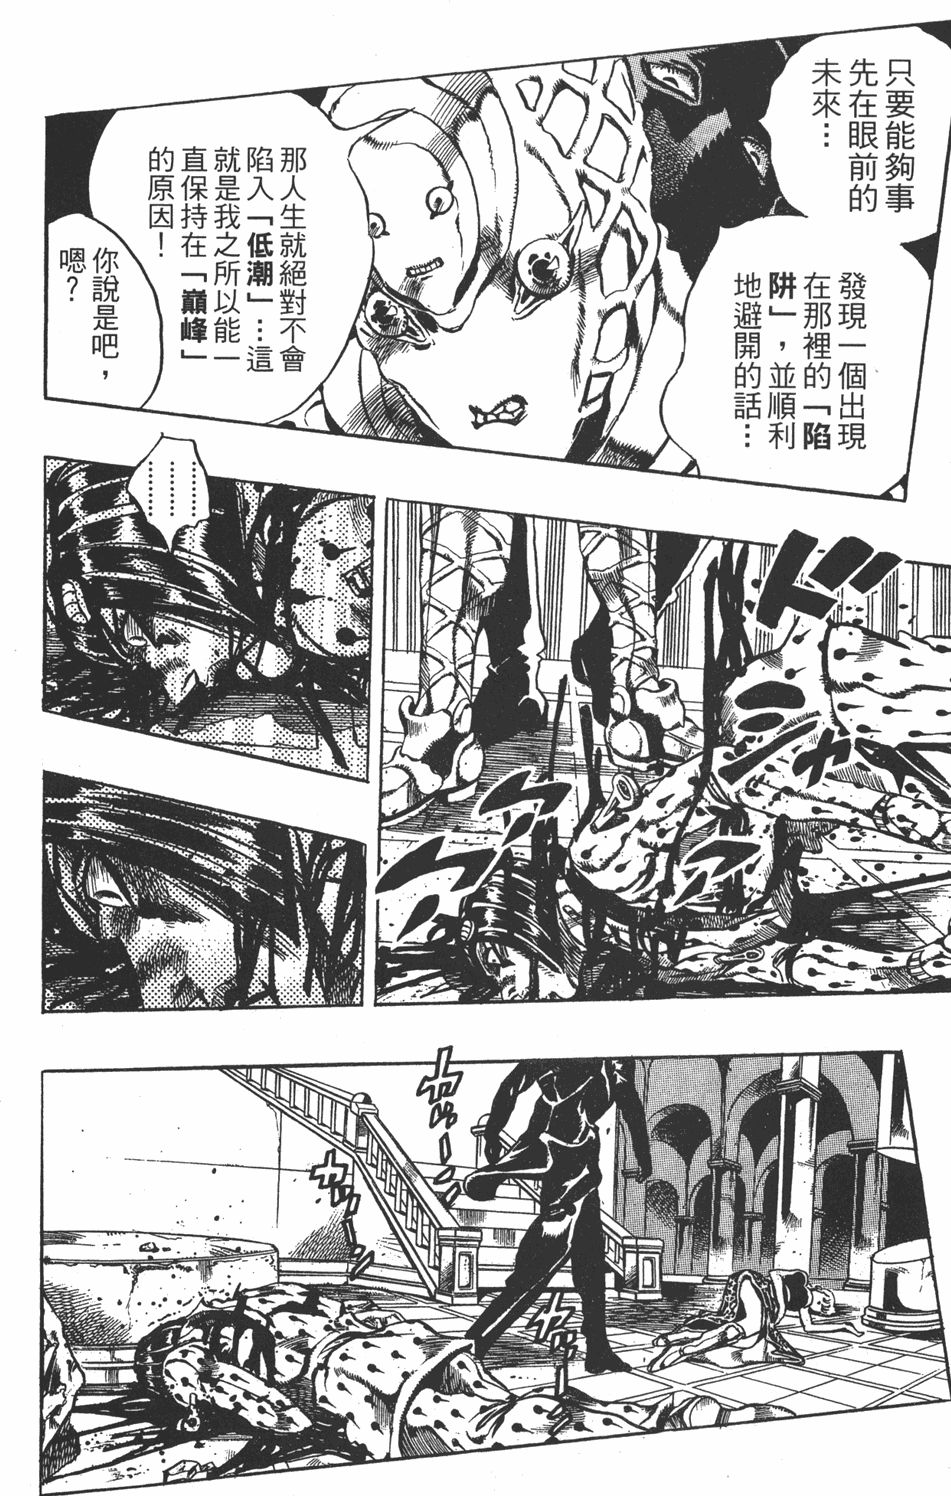 只要能夠事
先在眼前的
未來…
發現一個出現
在那裡的「陷
阱」，並順利
地避開的話…
那人生就絕對不會
陷入「低潮」…這
就是我之所以能一
直保持在「巔峰」
的原因！
你說是吧，
嗯？
………
………
ドド